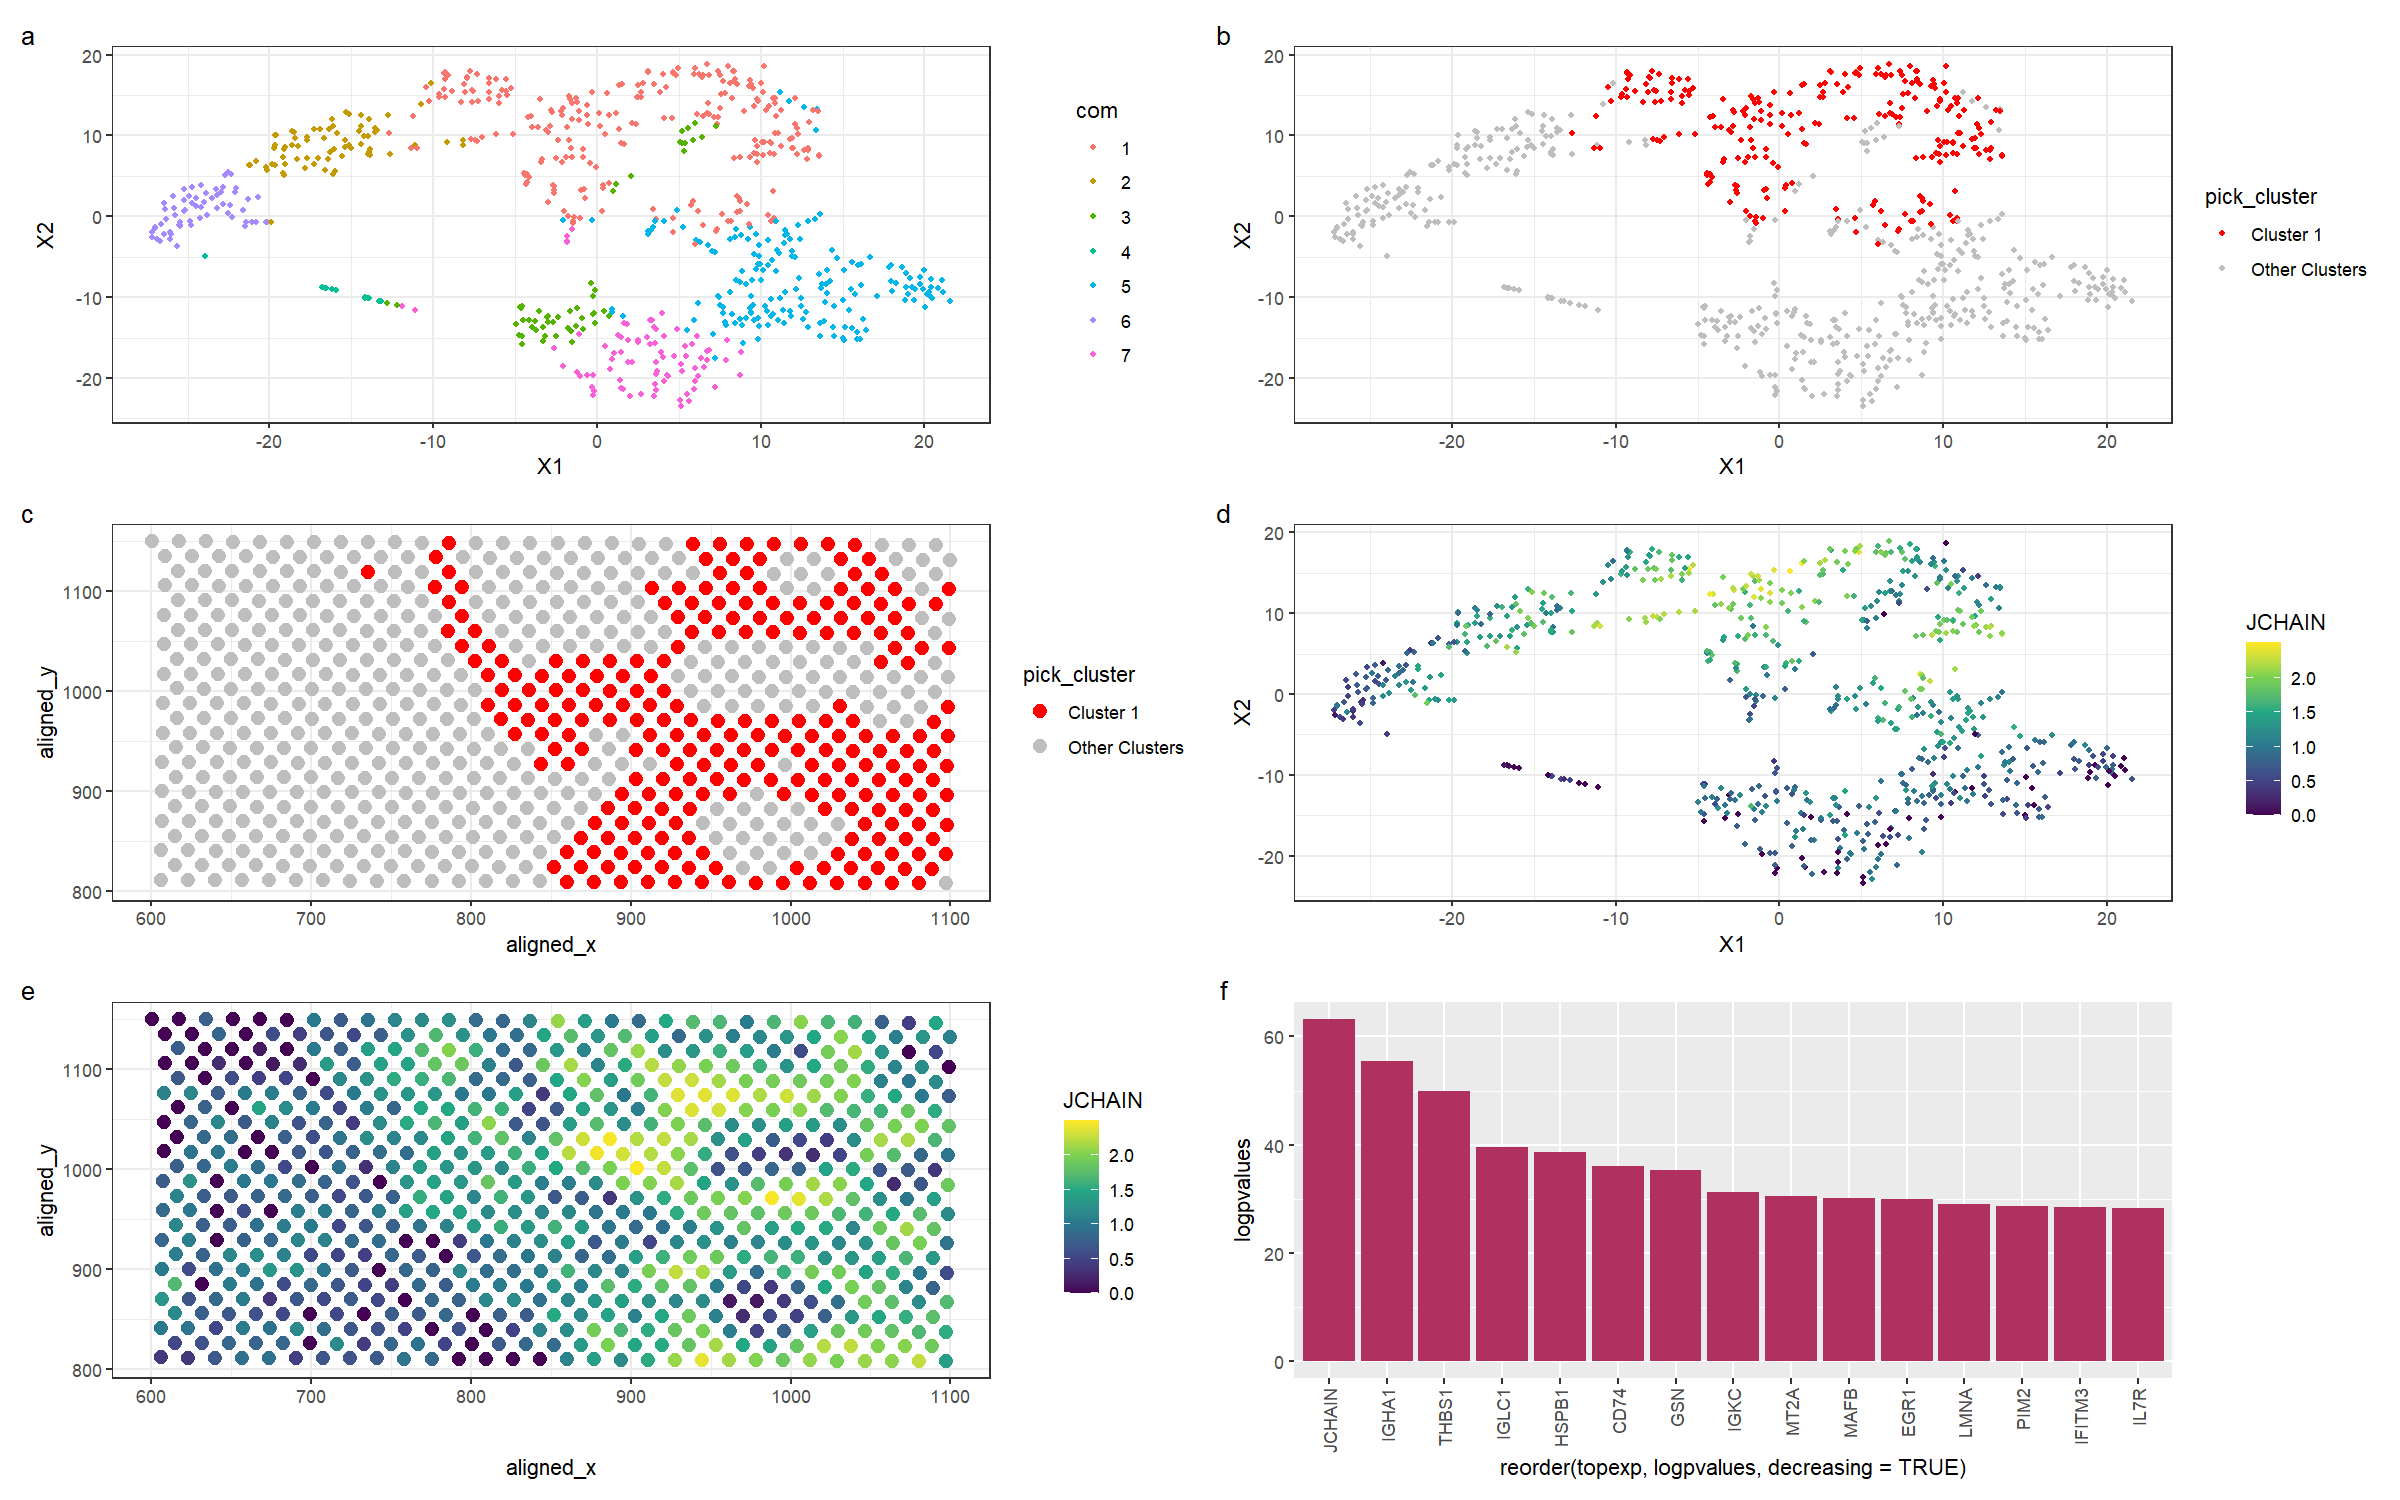 a
20
10
0
-10
-20
X2
-20
-10
0
10
20
X1
com
1
2
3
4
5
6
7
b
20
10
0
-10
-20
X2
-20
-10
0
10
20
X1
pick_cluster
Cluster 1
Other Clusters
c
1100
1000
900
800
aligned_y
600
700
800
900
1000
1100
aligned_x
pick_cluster
Cluster 1
Other Clusters
d
20
10
0
-10
-20
X2
-20
-10
0
10
20
X1
JCHAIN
2.0
1.5
1.0
0.5
0.0
e
1100
1000
900
800
aligned_y
600
700
800
900
1000
1100
aligned_x
JCHAIN
2.0
1.5
1.0
0.5
0.0
f
60
40
20
0
logpvalues
JCHAIN
IGHA1
THBS1
IGLC1
HSPB1
CD74
GSN
IGKC
MT2A
MAFB
EGR1
LMNA
PIM2
IFITM3
IL7R
reorder(topexp, logpvalues, decreasing = TRUE)